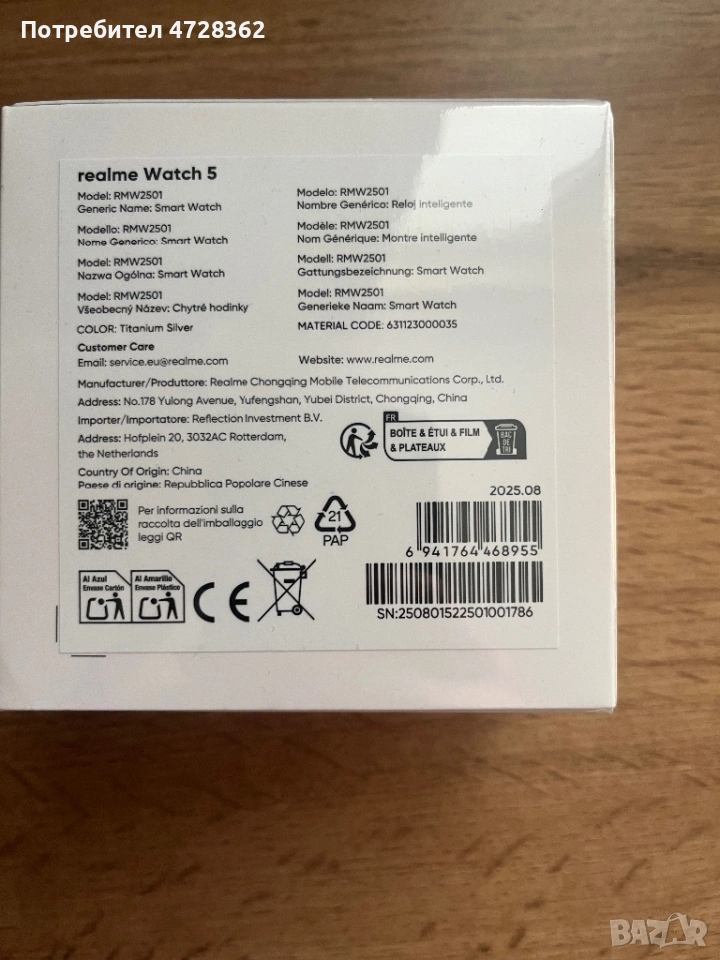 Потребител 4728362
realme Watch 5
Model: RMW2501
Generic Name: Smart Watch
Modelo: RMW2501
Nombre Genérico: Reloj inteligente
Modello: RMW2501
Nome Generico: Smart Watch
Modèle: RMW2501
Nom Générique: Montre intelligente
Model: RMW2501
Nazwa Ogólna: Smart Watch
Modell: RMW2501
Gattungsbezeichnung: Smart Watch
Model: RMW2501
Všeobecný Název: Chytré hodinky
Model: RMW2501
Generieke Naam: Smart Watch
COLOR: Titanium Silver
MATERIAL CODE: 631123000035
Customer Care
Email: service.eu@realme.com
Website: www.realme.com
Manufacturer/Produttore: Realme Chongqing Mobile Telecommunications Corp., Ltd.
Address: No.178 Yulong Avenue, Yufengshan, Yubei District, Chongqing, China
Importer/Importatore: Reflection Investment B.V.
Address: Hofplein 20, 3032AC Rotterdam,
the Netherlands
FR
BOÎTE & ÉTUI & FILM
& PLATEAUX
BAC
DE
TRI
Country Of Origin: China
Paese di origine: Repubblica Popolare Cinese
Per informazioni sulla
raccolta dell'imballaggio
leggi QR
21
PAP
2025.08
6 941764 468955
Al Azul
Envase Cartón
Al Amarillo
Envase Plástico
CE
SN:250801522501001786
BAZAR